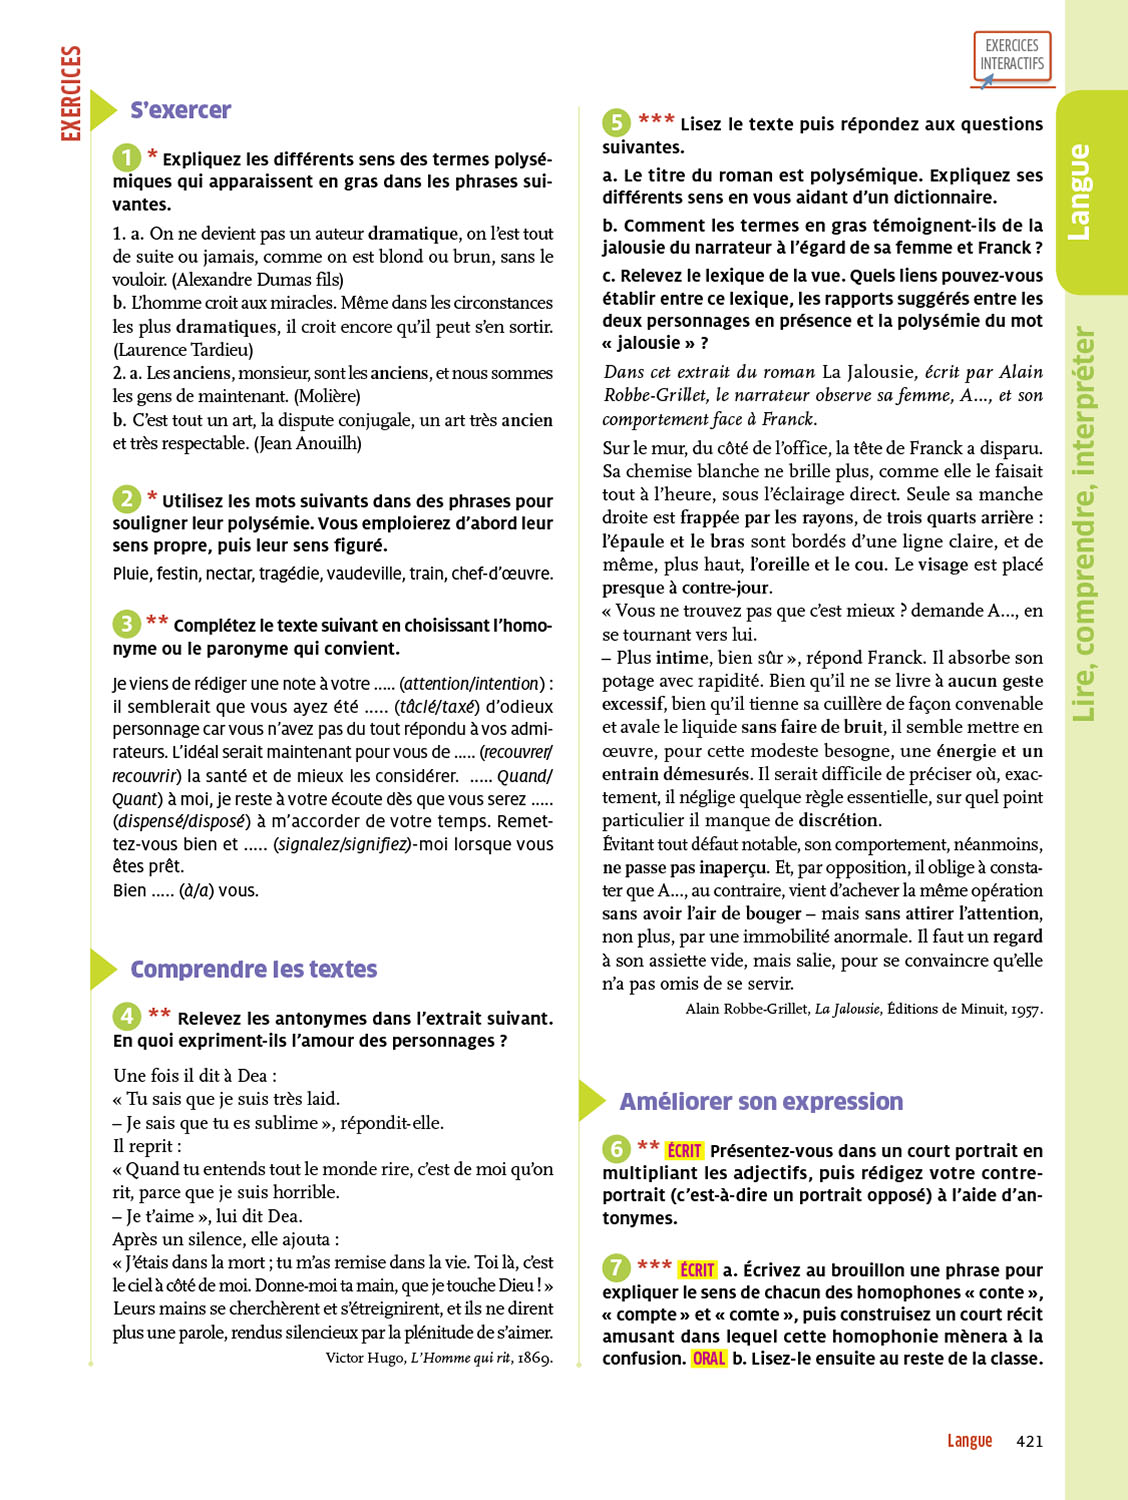 EXERCICES
S'exercer
1 * Expliquez les différents sens des termes polysé-
miques qui apparaissent en gras dans les phrases sui-
vantes.
1. a. On ne devient pas un auteur dramatique, on l'est tout
de suite ou jamais, comme on est blond ou brun, sans le
vouloir. (Alexandre Dumas fils)
b. L'homme croit aux miracles. Même dans les circonstances
les plus dramatiques, il croit encore qu'il peut s'en sortir.
(Laurence Tardieu)
2. a. Les anciens, monsieur, sont les anciens, et nous sommes
les gens de maintenant. (Molière)
b. C'est tout un art, la dispute conjugale, un art très ancien
et très respectable. (Jean Anouilh)
2 * Utilisez les mots suivants dans des phrases pour
souligner leur polysémie. Vous emploierez d'abord leur
sens propre, puis leur sens figuré.
Pluie, festin, nectar, tragédie, vaudeville, train, chef-d'œuvre.
3 ** Complétez le texte suivant en choisissant l'homo-
nyme ou le paronyme qui convient.
Je viens de rédiger une note à votre ..... (attention/intention) :
il semblerait que vous ayez été ..... (tâclé/taxé) d'odieux
personnage car vous n'avez pas du tout répondu à vos admi-
rateurs. L'idéal serait maintenant pour vous de ..... (recouvrer/
recouvrir) la santé et de mieux les considérer. ..... Quand/
Quant) à moi, je reste à votre écoute dès que vous serez .....
(dispensé/disposé) à m'accorder de votre temps. Remet-
tez-vous bien et ..... (signalez/signifiez)-moi lorsque vous
êtes prêt.
Bien ..... (à/a) vous.
Comprendre les textes
4 ** Relevez les antonymes dans l'extrait suivant.
En quoi expriment-ils l'amour des personnages ?
Une fois il dit à Dea :
« Tu sais que je suis très laid.
– Je sais que tu es sublime », répondit-elle.
Il reprit :
« Quand tu entends tout le monde rire, c'est de moi qu'on
rit, parce que je suis horrible.
– Je t'aime », lui dit Dea.
Après un silence, elle ajouta :
« J'étais dans la mort ; tu m'as remise dans la vie. Toi là, c'est
le ciel à côté de moi. Donne-moi ta main, que je touche Dieu ! »
Leurs mains se cherchèrent et s'étreignirent, et ils ne dirent
plus une parole, rendus silencieux par la plénitude de s'aimer.
Victor Hugo, L'Homme qui rit, 1869.
EXERCICES
INTERACTIFS
5 *** Lisez le texte puis répondez aux questions
suivantes.
a. Le titre du roman est polysémique. Expliquez ses
différents sens en vous aidant d'un dictionnaire.
b. Comment les termes en gras témoignent-ils de la
jalousie du narrateur à l'égard de sa femme et Franck ?
c. Relevez le lexique de la vue. Quels liens pouvez-vous
établir entre ce lexique, les rapports suggérés entre les
deux personnages en présence et la polysémie du mot
« jalousie » ?
Dans cet extrait du roman La Jalousie, écrit par Alain
Robbe-Grillet, le narrateur observe sa femme, A..., et son
comportement face à Franck.
Sur le mur, du côté de l'office, la tête de Franck a disparu.
Sa chemise blanche ne brille plus, comme elle le faisait
tout à l'heure, sous l'éclairage direct. Seule sa manche
droite est frappée par les rayons, de trois quarts arrière :
l'épaule et le bras sont bordés d'une ligne claire, et de
même, plus haut, l'oreille et le cou. Le visage est placé
presque à contre-jour.
« Vous ne trouvez pas que c'est mieux ? demande A..., en
se tournant vers lui.
– Plus intime, bien sûr », répond Franck. Il absorbe son
potage avec rapidité. Bien qu'il ne se livre à aucun geste
excessif, bien qu'il tienne sa cuillère de façon convenable
et avale le liquide sans faire de bruit, il semble mettre en
œuvre, pour cette modeste besogne, une énergie et un
entrain démesurés. Il serait difficile de préciser où, exac-
tement, il néglige quelque règle essentielle, sur quel point
particulier il manque de discrétion.
Évitant tout défaut notable, son comportement, néanmoins,
ne passe pas inaperçu. Et, par opposition, il oblige à consta-
ter que A..., au contraire, vient d'achever la même opération
sans avoir l'air de bouger – mais sans attirer l'attention,
non plus, par une immobilité anormale. Il faut un regard
à son assiette vide, mais salie, pour se convaincre qu'elle
n'a pas omis de se servir.
Alain Robbe-Grillet, La Jalousie, Éditions de Minuit, 1957.
Améliorer son expression
6 ** ÉCRIT Présentez-vous dans un court portrait en
multipliant les adjectifs, puis rédigez votre contre-
portrait (c'est-à-dire un portrait opposé) à l'aide d'an-
tonymes.
7 *** ÉCRIT a. Écrivez au brouillon une phrase pour
expliquer le sens de chacun des homophones « conte »,
« compte » et « comte », puis construisez un court récit
amusant dans lequel cette homophonie mènera à la
confusion. ORAL b. Lisez-le ensuite au reste de la classe.
Langue
Lire, comprendre, interpréter
Langue 421